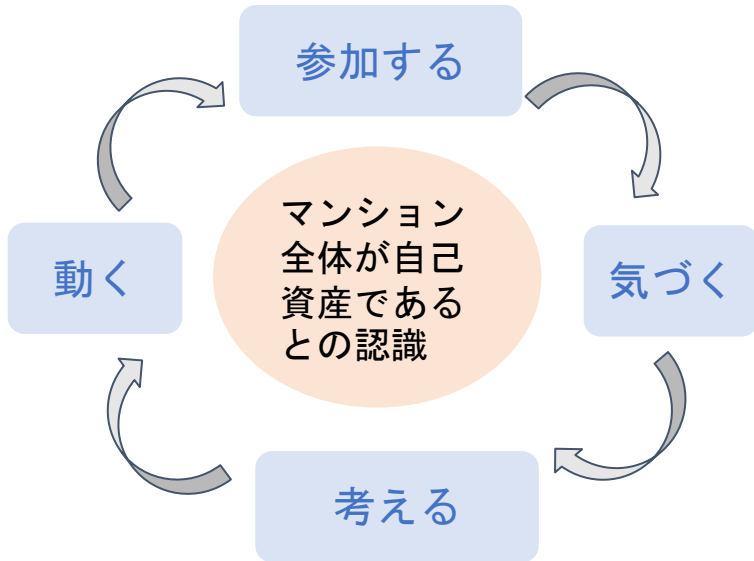 参加する
マンション
全体が自己
資産である
との認識
動く
気づく
考える